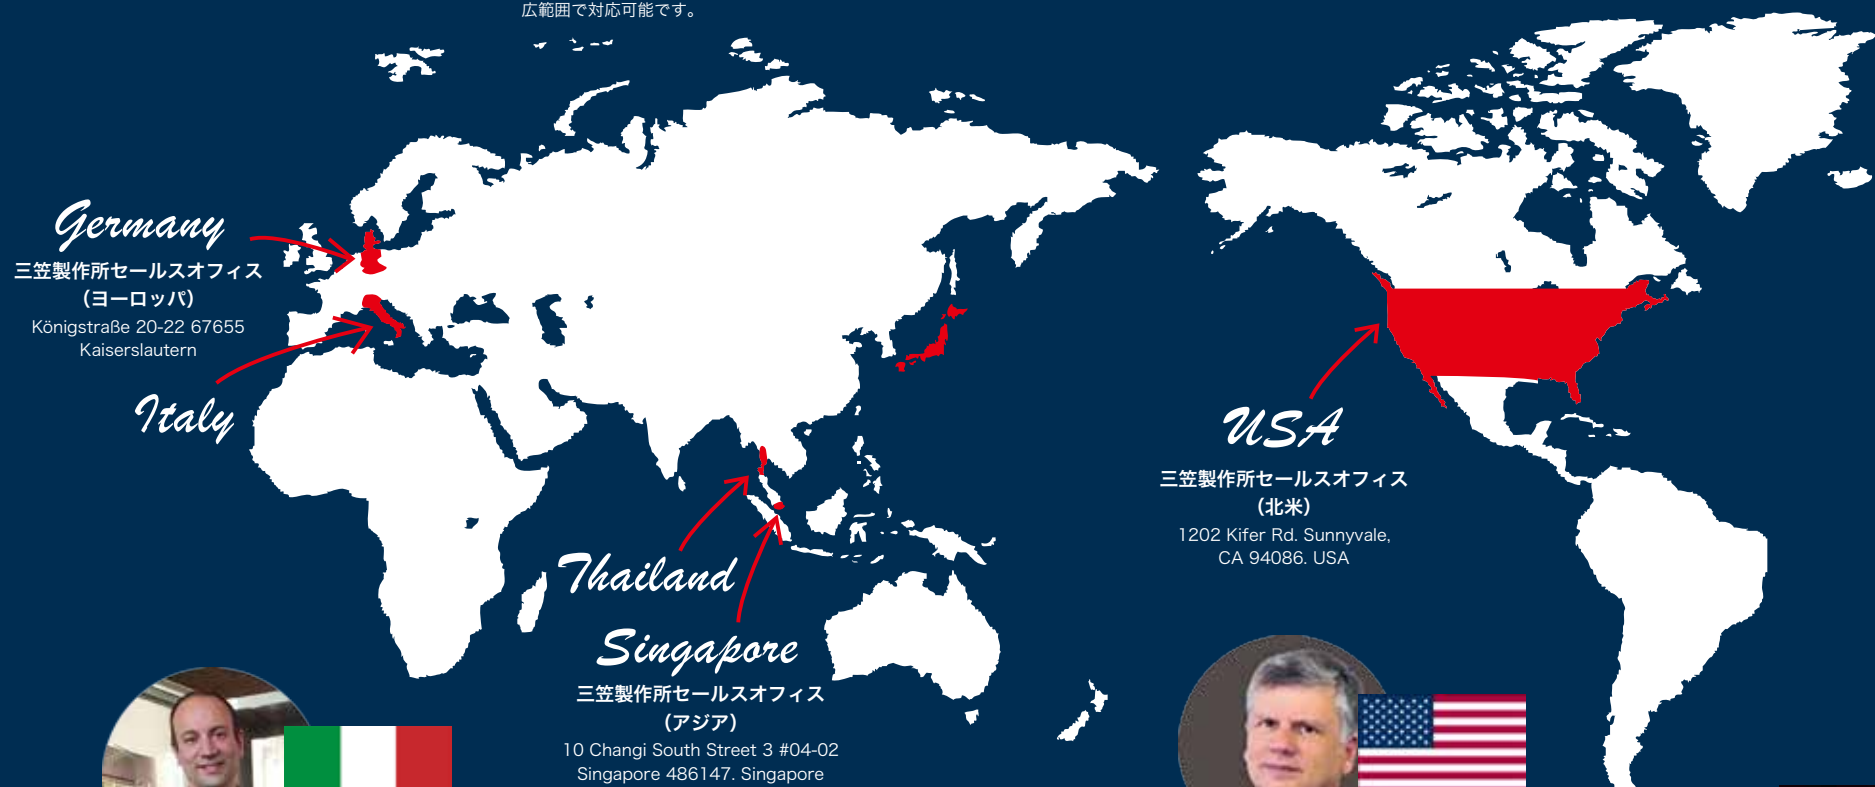 広範囲で対応可能です。
Germany
三笠製作所セールスオフィス
（ヨーロッパ）
Königstraße 20-22 67655
Kaiserslautern
Italy
Thailand
Singapore
三笠製作所セールスオフィス
（アジア）
10 Changi South Street 3 #04-02
Singapore 486147. Singapore
USA
三笠製作所セールスオフィス
（北米）
1202 Kifer Rd. Sunnyvale,
CA 94086. USA